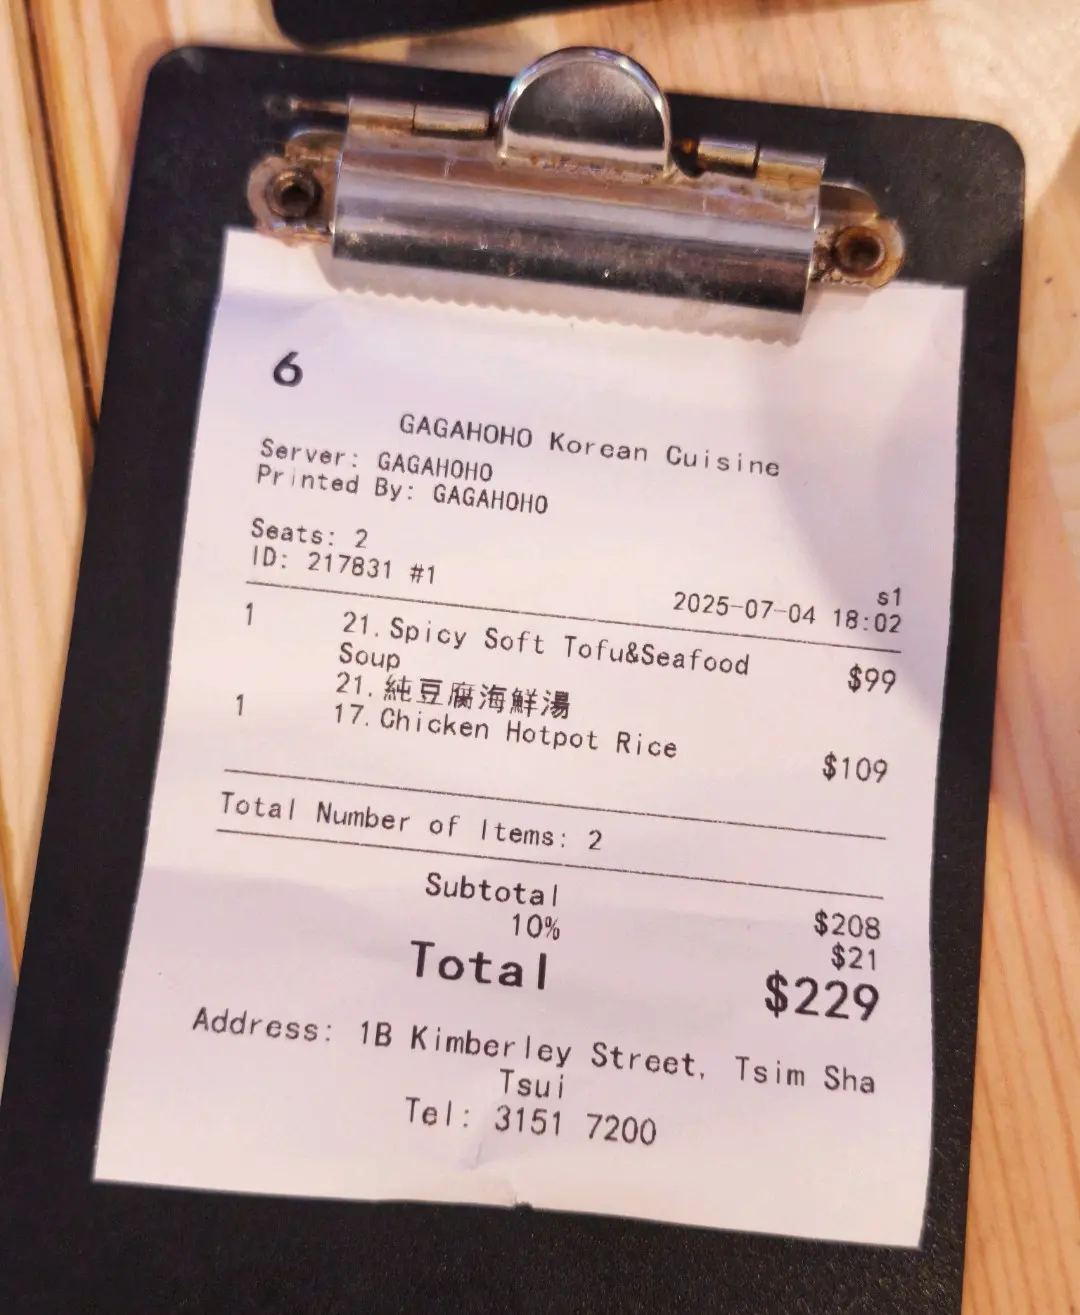 6
GAGAHOHO Korean Cuisine
Server: GAGAHOHO
Printed By: GAGAHOHO
Seats: 2
ID: 217831 #1
s1
2025-07-04 18:02
1 21. Spicy Soft Tofu&Seafood $99
Soup
21. 純豆腐海鮮湯
1 17. Chicken Hotpot Rice $109
Total Number of Items: 2
Subtotal $208
10% $21
Total $229
Address: 1B Kimberley Street, Tsim Sha
Tsui
Tel: 3151 7200